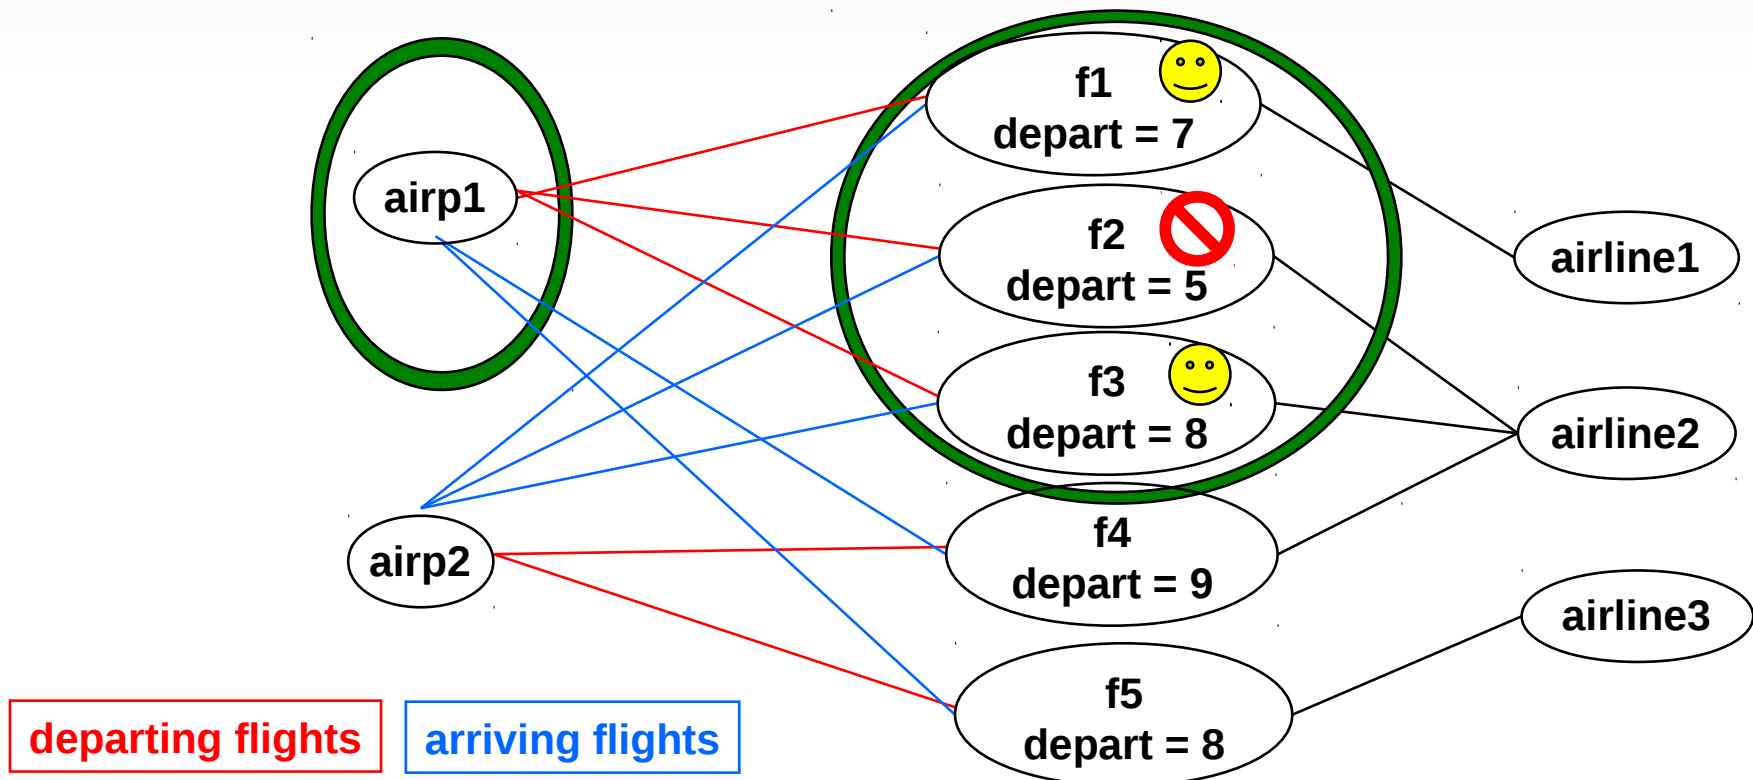 f1
depart = 7
airp1
f2
depart = 5
airline1
f3
depart = 8
airline2
f4
depart = 9
airp2
airline3
f5
depart = 8
departing flights
arriving flights